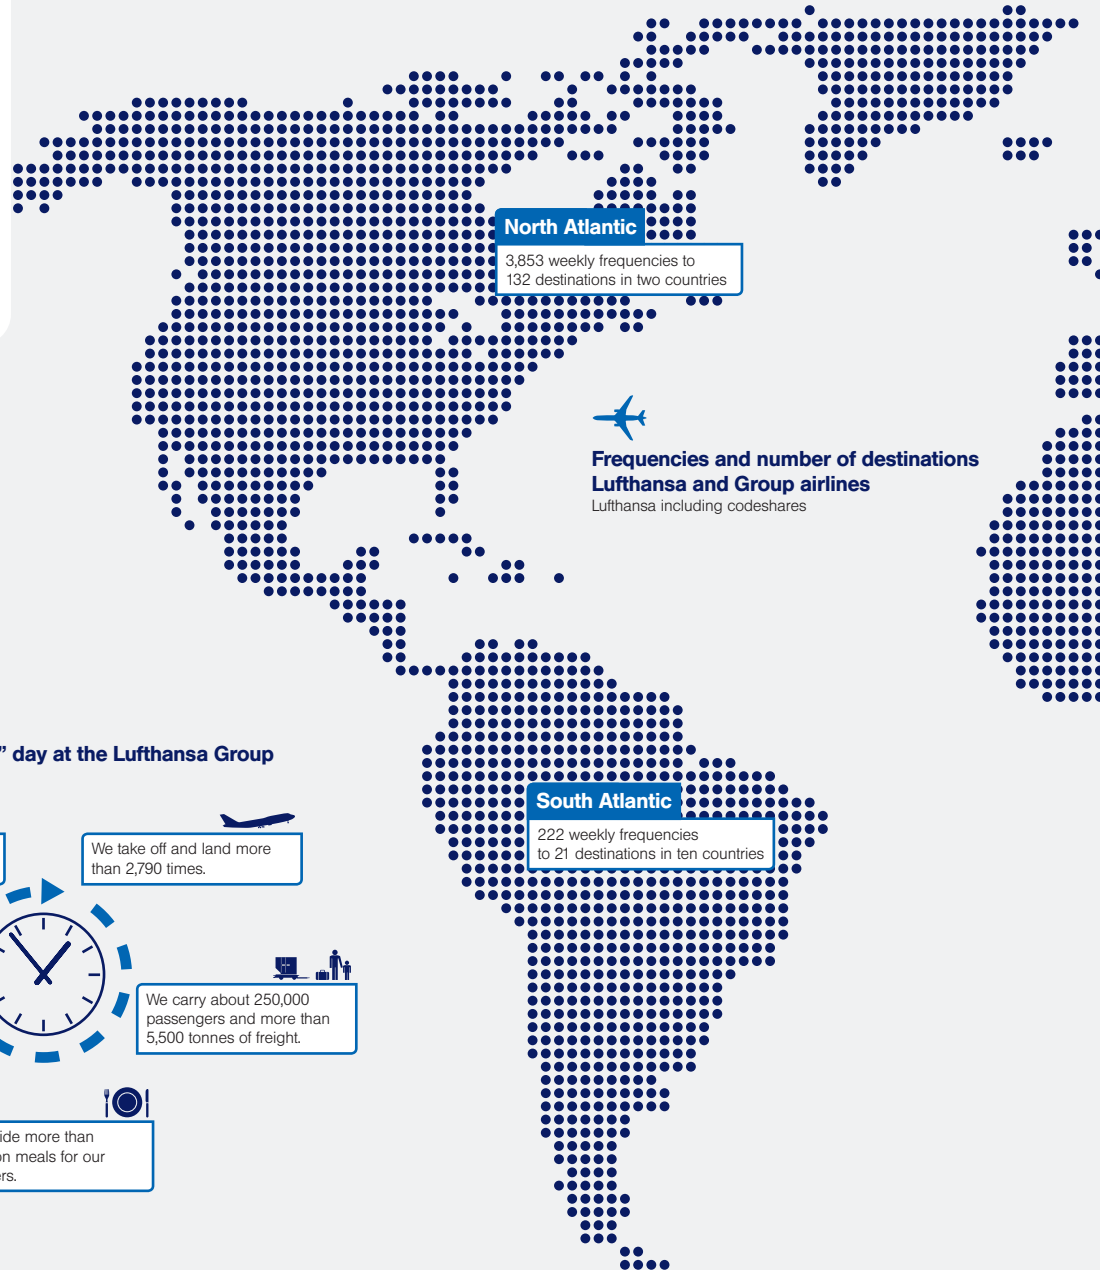 North Atlantic
3,853 weekly frequencies to
132 destinations in two countries
Frequencies and number of destinations
Lufthansa and Group airlines
Lufthansa including codeshares
” day at the Lufthansa Group
South Atlantic
222 weekly frequencies
to 21 destinations in ten countries
We take off and land more
than 2,790 times.
We carry about 250,000
passengers and more than
5,500 tonnes of freight.
more than
meals for our